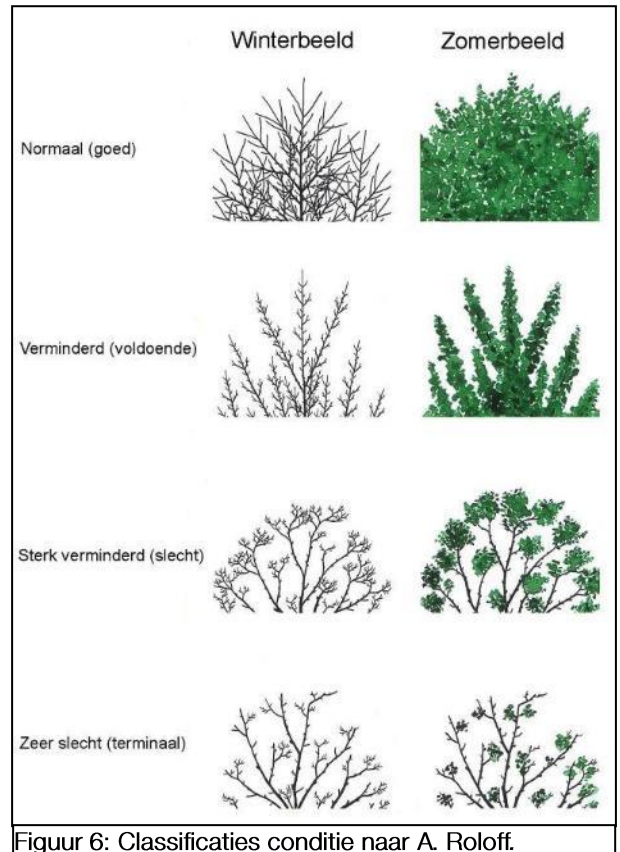 Winterbeeld Zomerbeeld
Normaal (goed)
Verminderd (voldoende)
Sterk verminderd (slecht)
Zeer slecht (terminaal)
Figuur 6: Classificaties conditie naar A. Roloff.